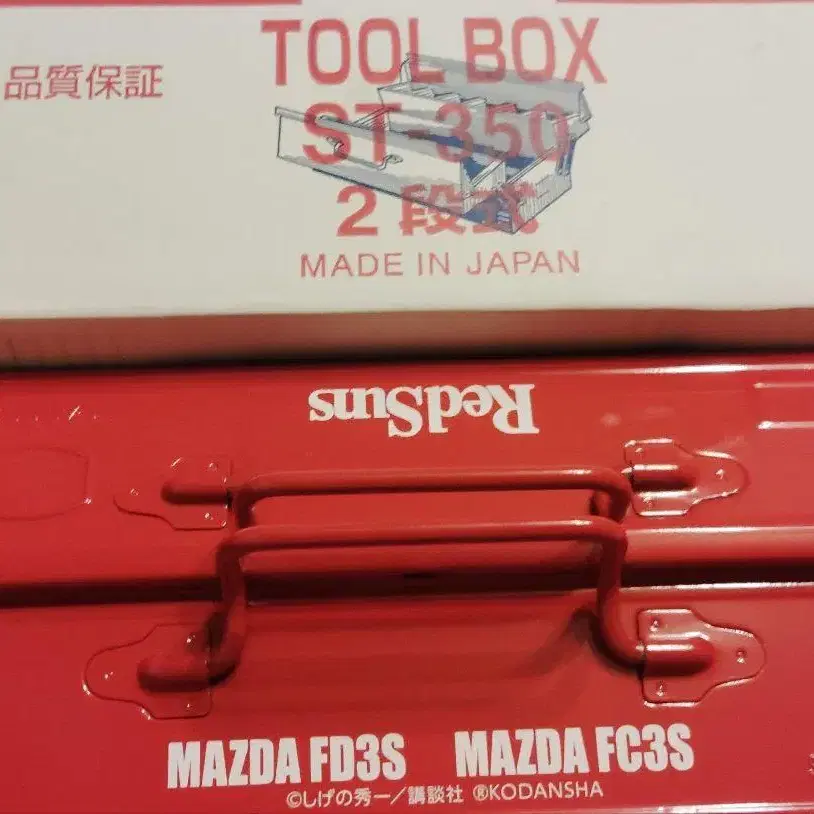 品質保証
TOOL BOX
ST-350
2段式
MADE IN JAPAN
RedSuns
MAZDA FD3S MAZDA FC3S
©しげの秀一/講談社 ®KODANSHA